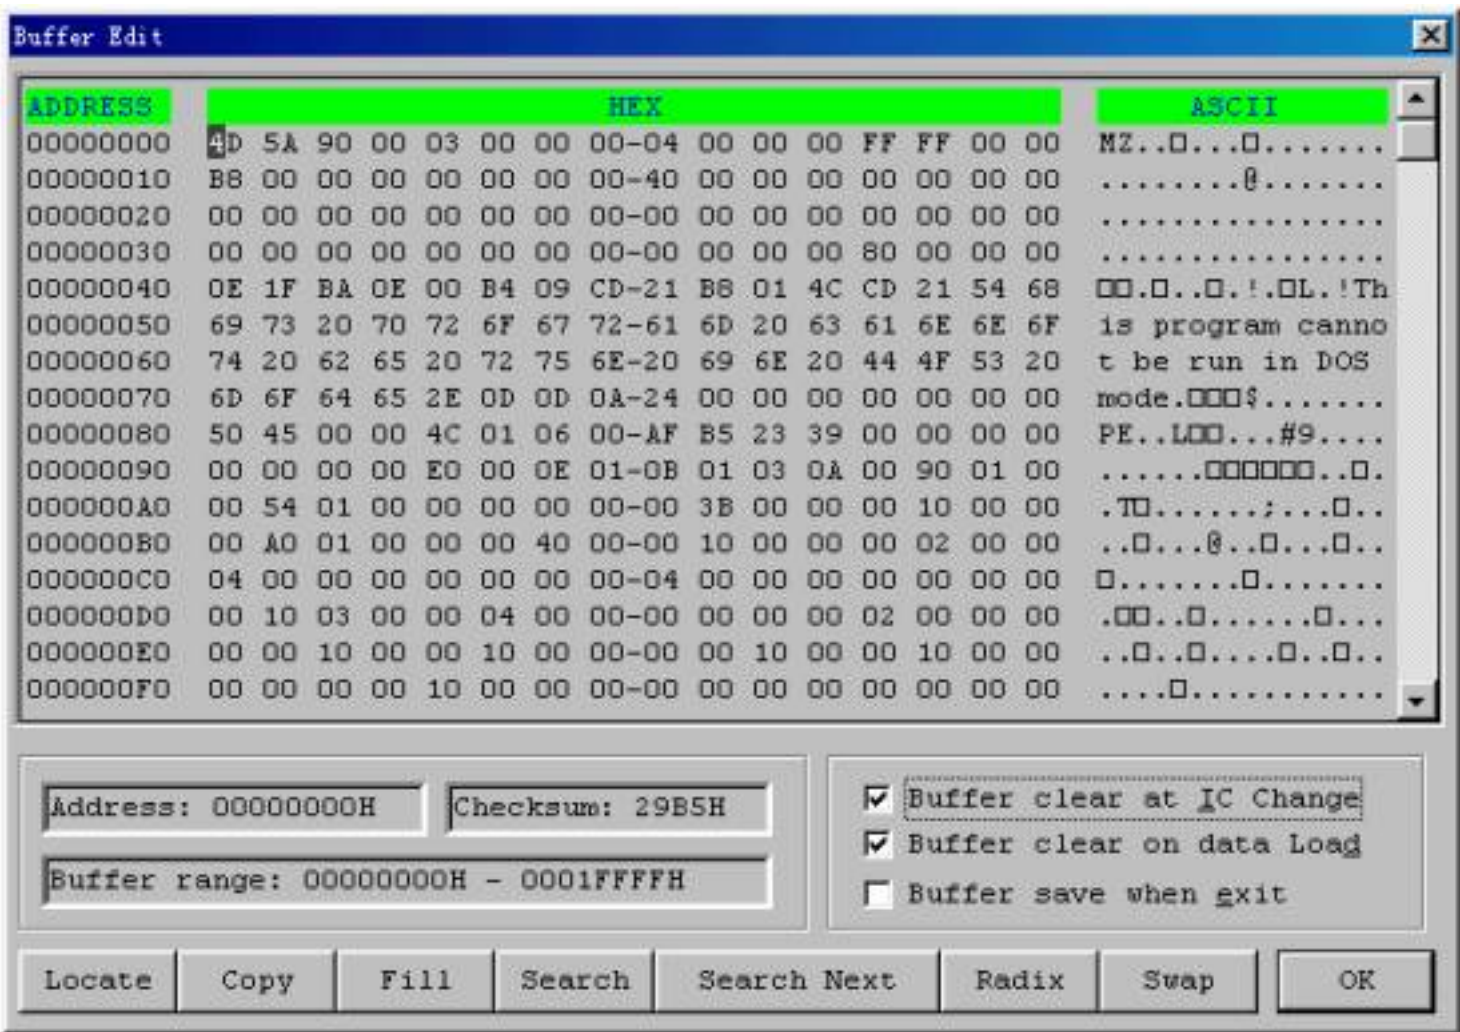 Buffer Edit
ADDRESS HEX ASCII
00000000 4D 5A 90 00 03 00 00 00-04 00 00 00 FF FF 00 00 MZ..□...□.......
00000010 B8 00 00 00 00 00 00 00-40 00 00 00 00 00 00 00 ........@.......
00000020 00 00 00 00 00 00 00 00-00 00 00 00 00 00 00 00 ................
00000030 00 00 00 00 00 00 00 00-00 00 00 00 80 00 00 00 ................
00000040 0E 1F BA 0E 00 B4 09 CD-21 B8 01 4C CD 21 54 68 □□.□..□.!.□L.!Th
00000050 69 73 20 70 72 6F 67 72-61 6D 20 63 61 6E 6E 6F is program canno
00000060 74 20 62 65 20 72 75 6E-20 69 6E 20 44 4F 53 20 t be run in DOS
00000070 6D 6F 64 65 2E 0D 0D 0A-24 00 00 00 00 00 00 00 mode.□□□$.......
00000080 50 45 00 00 4C 01 06 00-AF B5 23 39 00 00 00 00 PE..L□□...#9....
00000090 00 00 00 00 E0 00 0E 01-0B 01 03 0A 00 90 01 00 ......□□□□□□..□.
000000A0 00 54 01 00 00 00 00 00-00 3B 00 00 00 10 00 00 .T□......;...□..
000000B0 00 A0 01 00 00 00 40 00-00 10 00 00 00 02 00 00 ..□...@..□...□..
000000C0 04 00 00 00 00 00 00 00-04 00 00 00 00 00 00 00 □.......□.......
000000D0 00 10 03 00 00 04 00 00-00 00 00 00 02 00 00 00 .□□..□......□...
000000E0 00 00 10 00 00 10 00 00-00 00 10 00 00 10 00 00 ..□..□....□..□..
000000F0 00 00 00 00 10 00 00 00-00 00 00 00 00 00 00 00 ....□...........
Address: 00000000H Checksum: 29B5H
Buffer range: 00000000H - 0001FFFFH
Buffer clear at IC Change
Buffer clear on data Load
Buffer save when exit
Locate Copy Fill Search Search Next Radix Swap OK